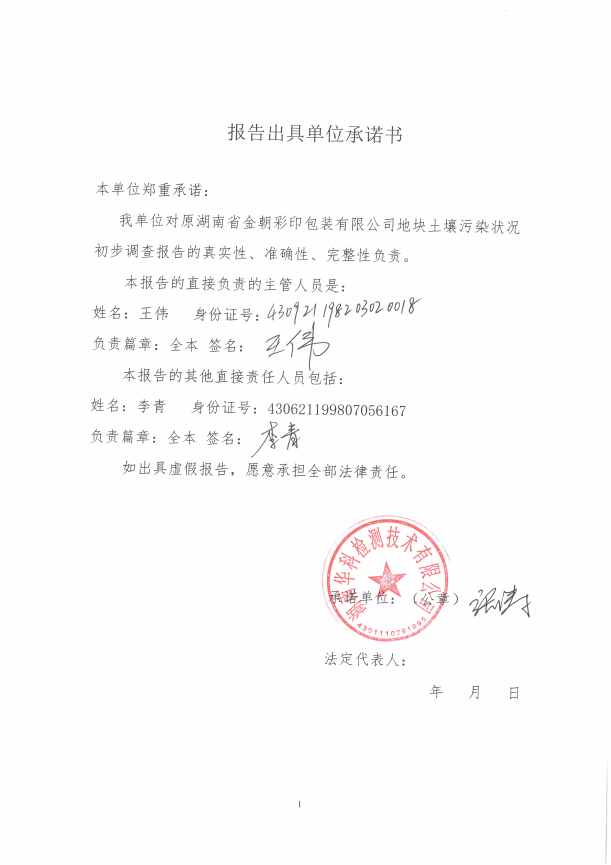 报告出具单位承诺书
本单位郑重承诺：
我单位对原湖南省金朝彩印包装有限公司地块土壤污染状况
初步调查报告的真实性、准确性、完整性负责。
本报告的直接负责的主管人员是：
姓名：王伟 身份证号：430921198203020018
负责篇章：全本 签名： 王伟
本报告的其他直接责任人员包括：
姓名：李青 身份证号：430621199807056167
负责篇章：全本 签名： 李青
如出具虚假报告，愿意承担全部法律责任。
湖南华科检测技术有限公司
承诺单位：（公章）
4301110291995
法定代表人：
年 月 日
1